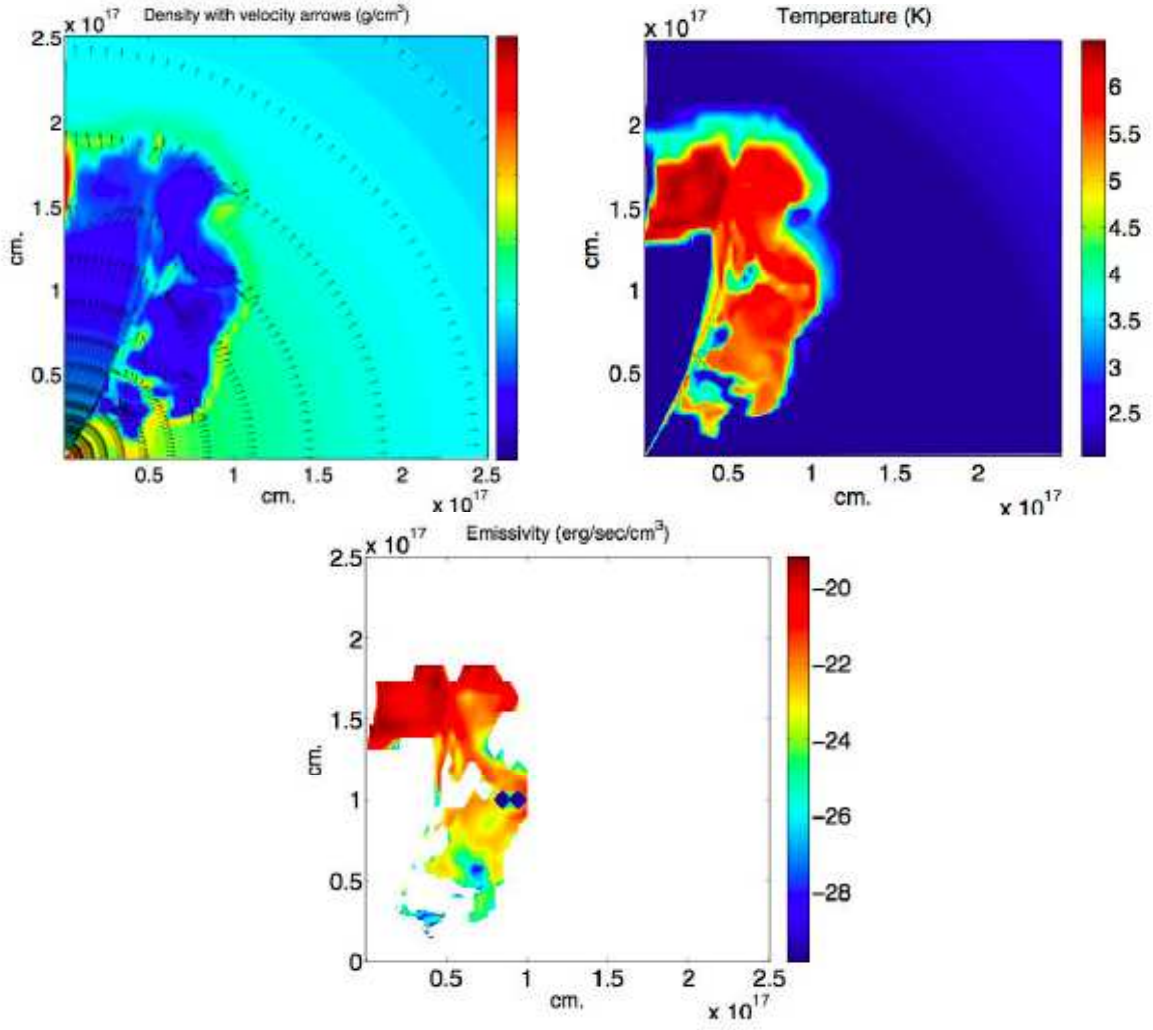 x 10^17 Density with velocity arrows (g/cm^3)
2.5
2
1.5
1
0.5
cm.
0.5 1 1.5 2 2.5
cm.
x 10^17
x 10^17 Temperature (K)
2
1.5
1
0.5
cm.
0.5 1 1.5 2
cm.
x 10^17
6
5.5
5
4.5
4
3.5
3
2.5
x 10^17 Emissivity (erg/sec/cm^3)
2.5
2
1.5
1
0.5
0
cm.
0.5 1 1.5 2 2.5
cm.
x 10^17
−20
−22
−24
−26
−28